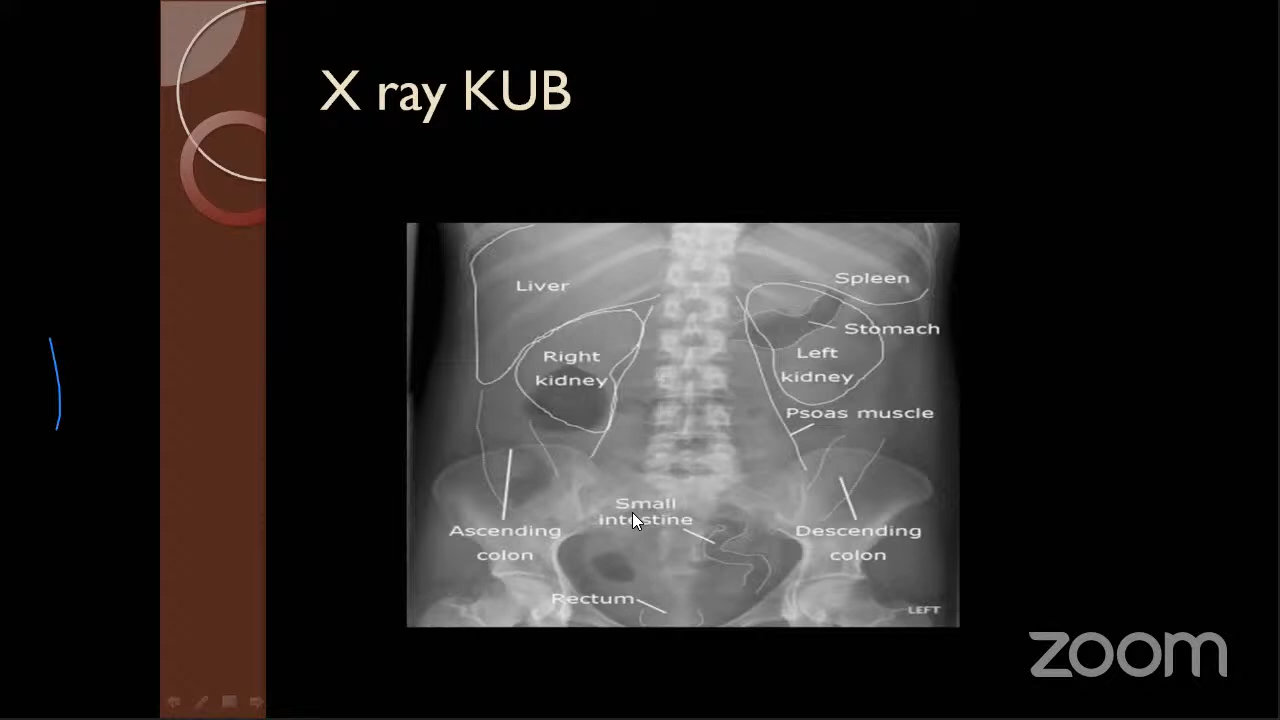 X ray KUB
Liver
Spleen
Stomach
Right
kidney
Left
kidney
Psoas muscle
Small
intestine
Ascending
colon
Descending
colon
Rectum
LEFT
zoom